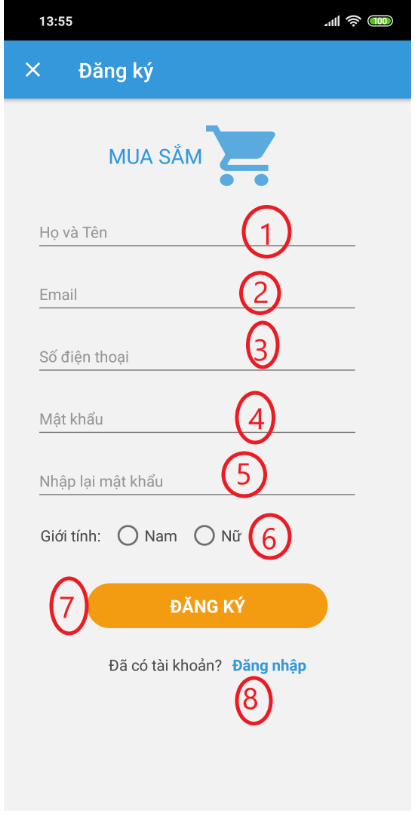 13:55 100
× Đăng ký
MUA SẮM
Họ và Tên 1
Email 2
Số điện thoại 3
Mật khẩu 4
Nhập lại mật khẩu 5
Giới tính: Nam Nữ 6
7 ĐĂNG KÝ
Đã có tài khoản? Đăng nhập
8